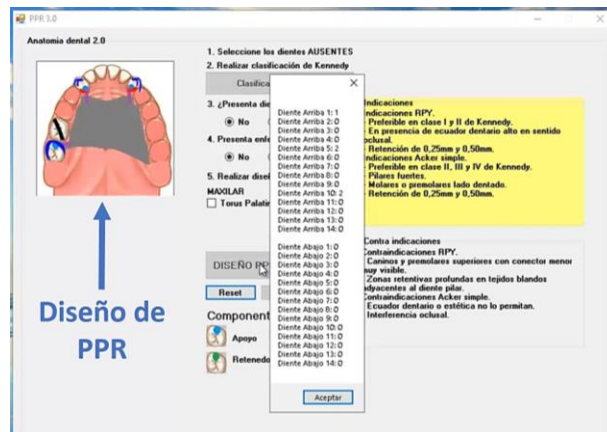 PPR 3.0
Anatomia dental 2.0
1. Seleccione los dientes AUSENTES
2. Realizar clasificación de Kennedy
Clasifica
3. ¿Presenta die
No
4. Presenta enf
No
5. Realizar dise
MAXILAR
Torus Palati
DISEÑO PP
Reset
Component
Apoyo
Retenedo
Diente Arriba 1: 1
Diente Arriba 2:0
Diente Arriba 3:0
Diente Arriba 4:0
Diente Arriba 5: 2
Diente Arriba 6:0
Diente Arriba 7:0
Diente Arriba 8:0
Diente Arriba 9:0
Diente Arriba 10: 2
Diente Arriba 11:0
Diente Arriba 12:0
Diente Arriba 13:0
Diente Arriba 14:0
Diente Abajo 1:0
Diente Abajo 2:0
Diente Abajo 3:0
Diente Abajo 4:0
Diente Abajo 5:0
Diente Abajo 6:0
Diente Abajo 7:0
Diente Abajo 8:0
Diente Abajo 9:0
Diente Abajo 10:0
Diente Abajo 11:0
Diente Abajo 12:0
Diente Abajo 13:0
Diente Abajo 14:0
Aceptar
Indicaciones
ndicaciones RPY.
Preferible en clase I y II de Kennedy.
En presencia de ecuador dentario alto en sentido
oclusal.
Retención de 0,25mm y 0,50mm.
ndicaciones Acker simple.
Preferible en clase II, III y IV de Kennedy.
Pilares fuertes.
Molares o premolares lado dentado.
Retención de 0,25mm y 0,50mm.
Contra indicaciones
Contraindicaciones RPY.
Caninos y premolares superiores con conector menor
muy visible.
Zonas retentivas profundas en tejidos blandos
adyacentes al diente pilar.
Contraindicaciones Acker simple.
Ecuador dentario o estética no lo permitan.
Interferencia oclusal.
Diseño de
PPR